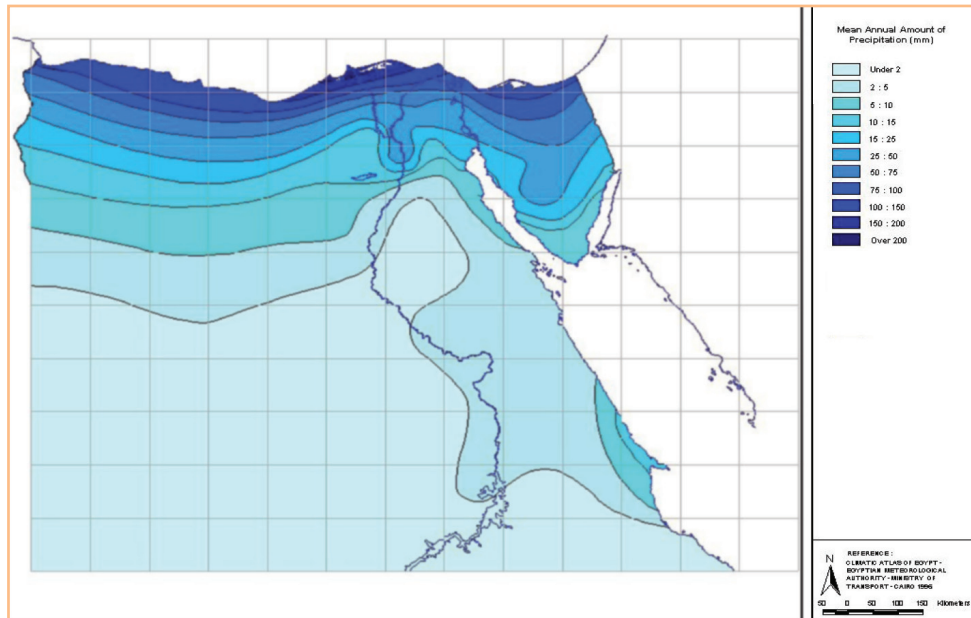 Mean Annual Amount of
Precipitation (mm)
Under 2
2 : 5
5 : 10
10 : 15
15 : 25
25 : 50
50 : 75
75 : 100
100 : 150
150 : 200
Over 200
N
REFERENCE :
CLIMATIC ATLAS OF EGYPT -
EGYPTIAN METEOROLOGICAL
AUTHORITY - MINISTRY OF
TRANSPORT - CAIRO 1996
50 0 50 100 150 Kilometers